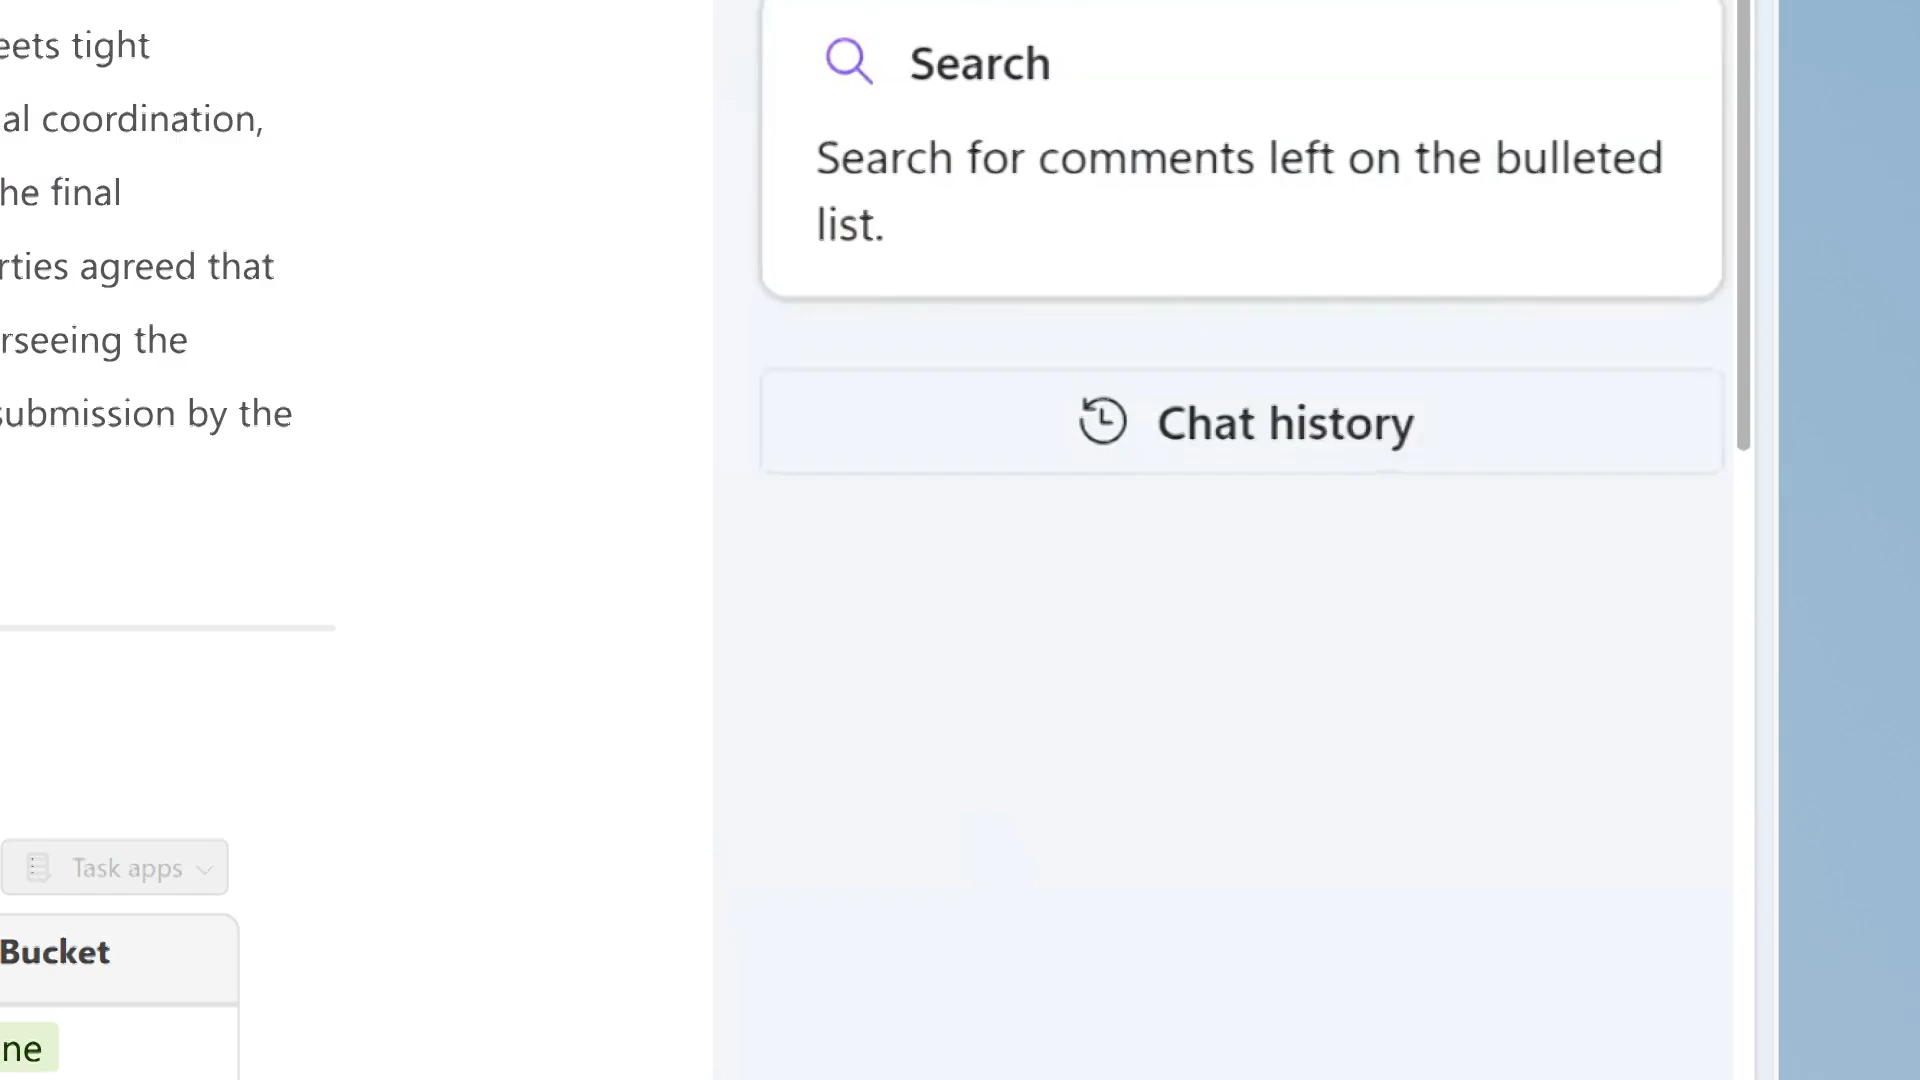 eets tight
al coordination,
he final
rties agreed that
rseeing the
submission by the
Task apps
Bucket
ne
Search
Search for comments left on the bulleted
list.
Chat history